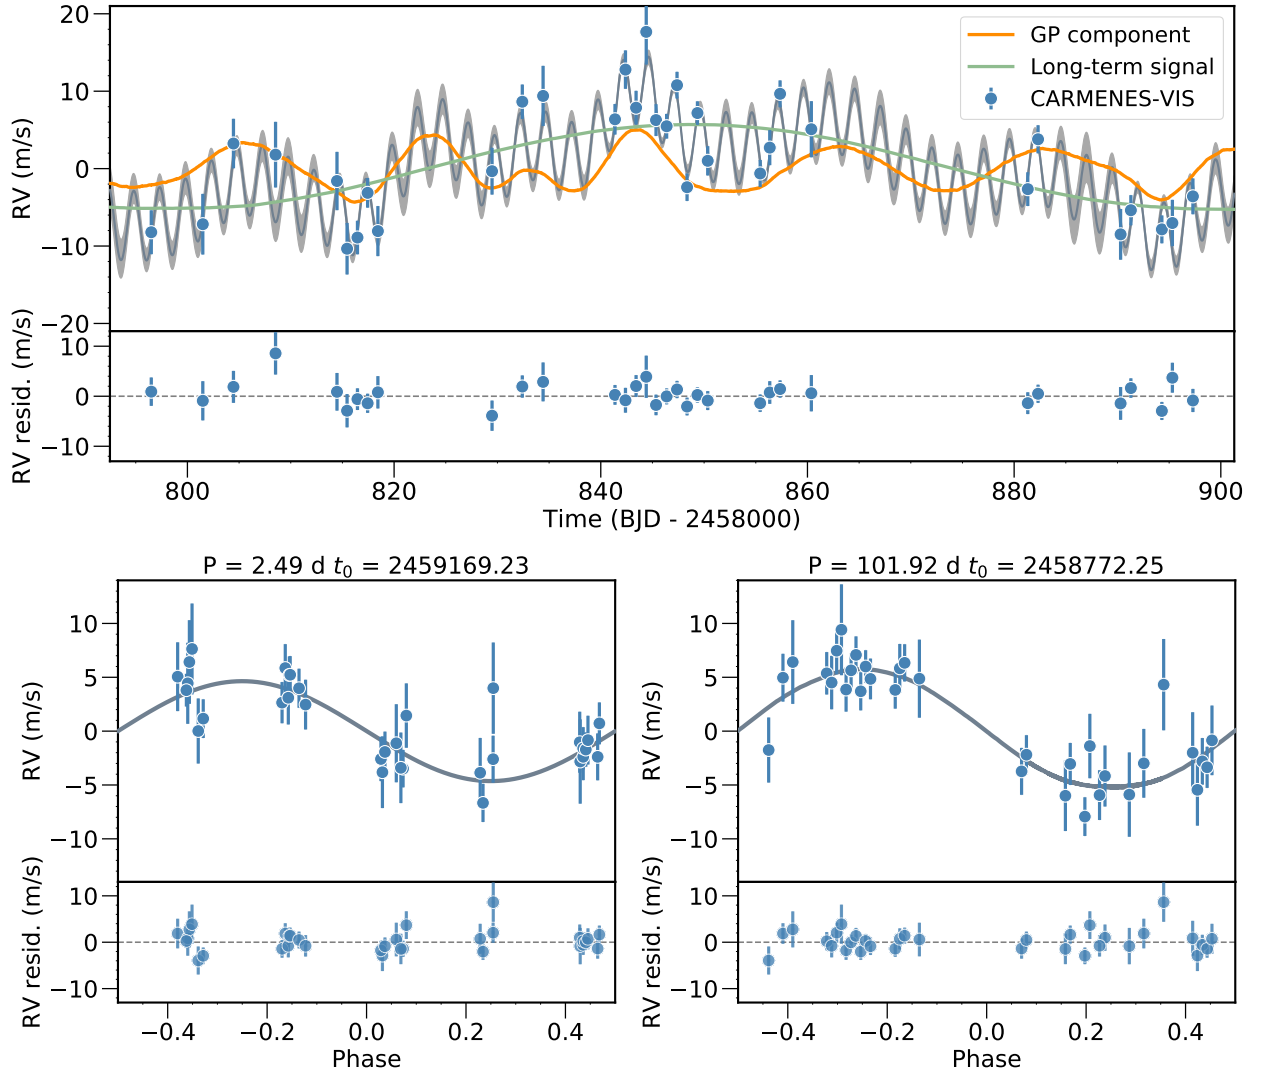 RV (m/s)
20
10
0
−10
−20
GP component
Long-term signal
CARMENES-VIS
RV resid. (m/s)
10
0
−10
800 820 840 860 880 900
Time (BJD - 2458000)
P = 2.49 d t0 = 2459169.23
RV (m/s)
10
5
0
−5
−10
RV resid. (m/s)
10
0
−10
−0.4 −0.2 0.0 0.2 0.4
Phase
P = 101.92 d t0 = 2458772.25
RV (m/s)
10
5
0
−5
−10
RV resid. (m/s)
10
0
−10
−0.4 −0.2 0.0 0.2 0.4
Phase